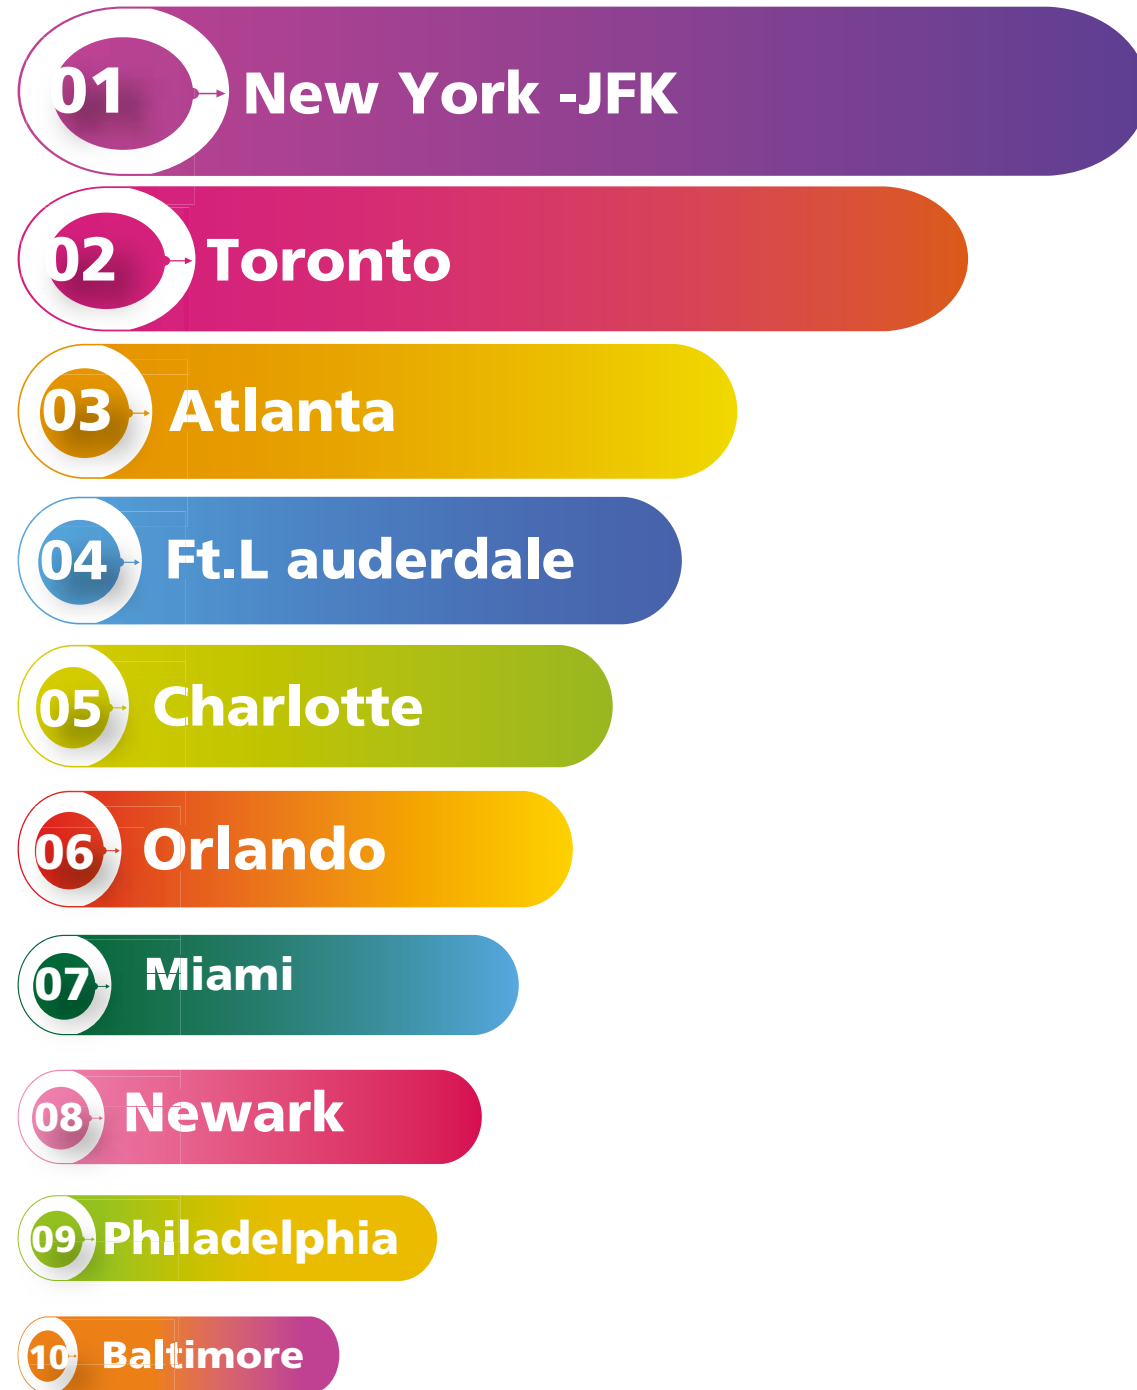 01 New York -JFK
02 Toronto
03 Atlanta
04 Ft.L auderdale
05 Charlotte
06 Orlando
07 Miami
08 Newark
09 Philadelphia
10 Baltimore